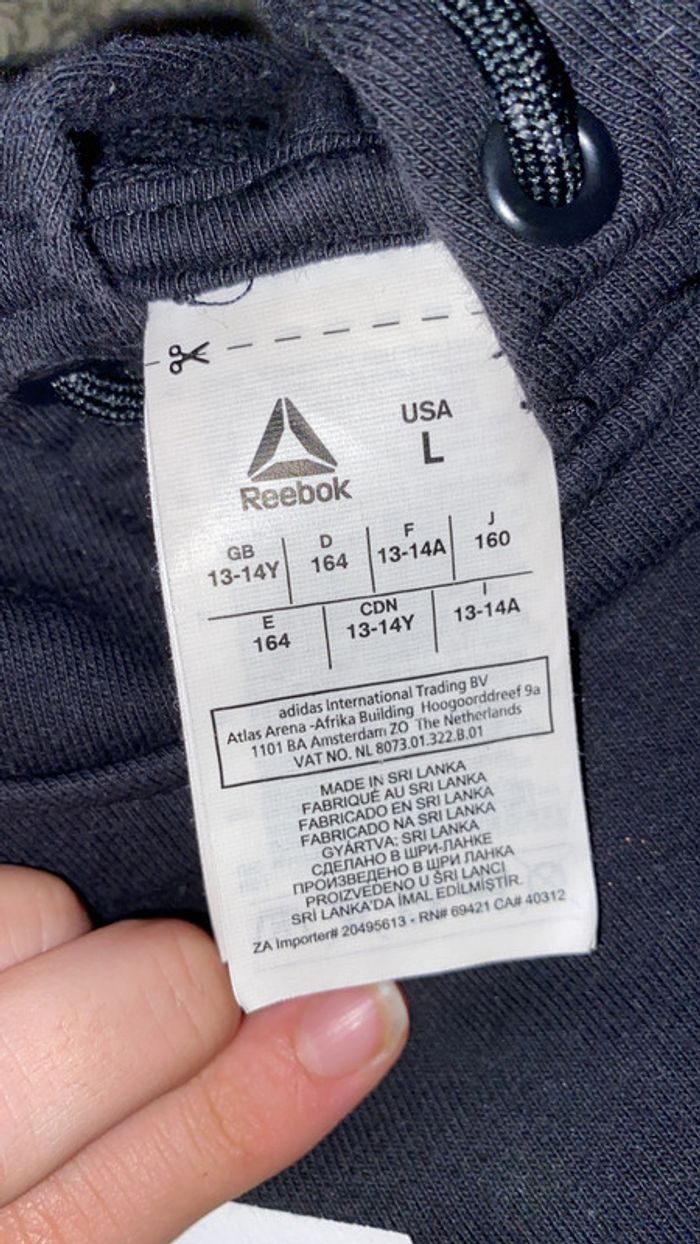 USA
L
Reebok
GB D F J
13-14Y 164 13-14A 160
E CDN I
164 13-14Y 13-14A
adidas International Trading BV
Atlas Arena -Afrika Building Hoogoorddreef 9a
1101 BA Amsterdam ZO The Netherlands
VAT NO. NL 8073.01.322.B.01
MADE IN SRI LANKA
FABRIQUÉ AU SRI LANKA
FABRICADO EN SRI LANKA
FABRICADO NA SRI LANKA
GYÁRTVA: SRI LANKA
СДЕЛАНО В ШРИ-ЛАНКЕ
ПРОИЗВЕДЕНО В ШРИ ЛАНКА
PROIZVEDENO U ŠRI LANCI
SRİ LANKA'DA İMAL EDİLMİŞTİR.
ZA Importer# 20495613 - RN# 69421 CA# 40312